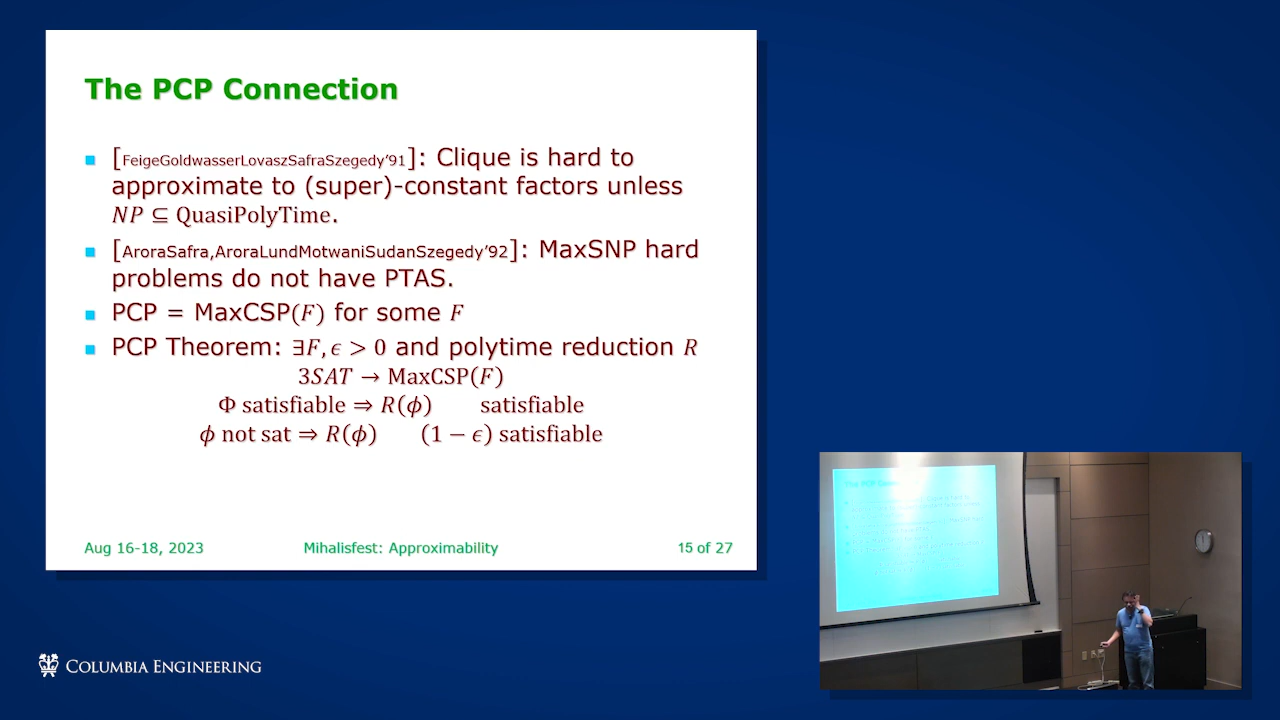 The PCP Connection
[FeigeGoldwasserLovaszSafraSzegedy’91]: Clique is hard to
approximate to (super)-constant factors unless
NP ⊆ QuasiPolyTime.
[AroraSafra,AroraLundMotwaniSudanSzegedy’92]: MaxSNP hard
problems do not have PTAS.
PCP = MaxCSP(F) for some F
PCP Theorem: ∃F, ϵ > 0 and polytime reduction R
3SAT → MaxCSP(F)
Φ satisfiable ⇒ R(ϕ) satisfiable
ϕ not sat ⇒ R(ϕ) (1 − ϵ) satisfiable
Aug 16-18, 2023 Mihalisfest: Approximability 15 of 27
COLUMBIA ENGINEERING